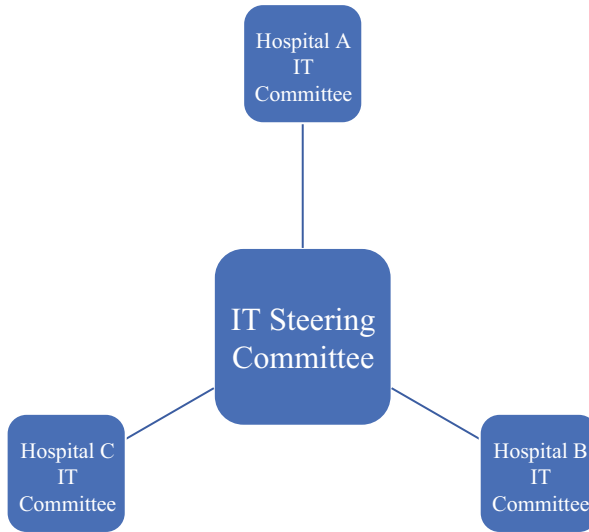 Hospital A
IT
Committee
IT Steering
Committee
Hospital C
IT
Committee
Hospital B
IT
Committee